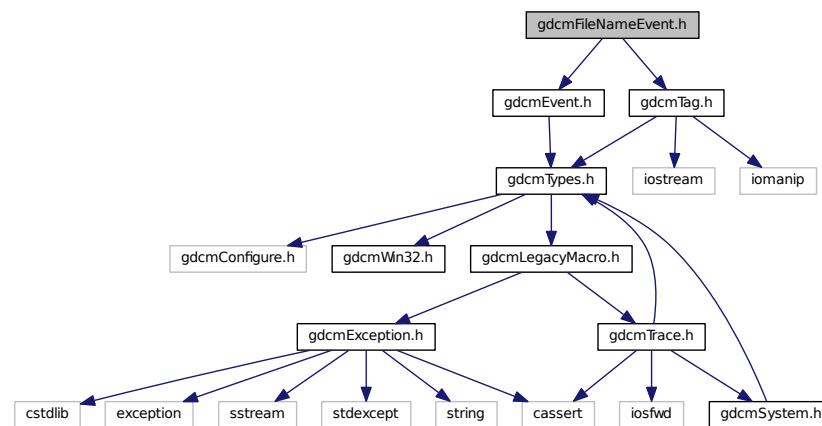 gdcmFileNameEvent.h
gdcmEvent.h
gdcmTag.h
gdcmTypes.h
iostream
iomanip
gdcmConfigure.h
gdcmWin32.h
gdcmLegacyMacro.h
gdcmException.h
gdcmTrace.h
cstdlib
exception
sstream
stdexcept
string
cassert
iosfwd
gdcmSystem.h